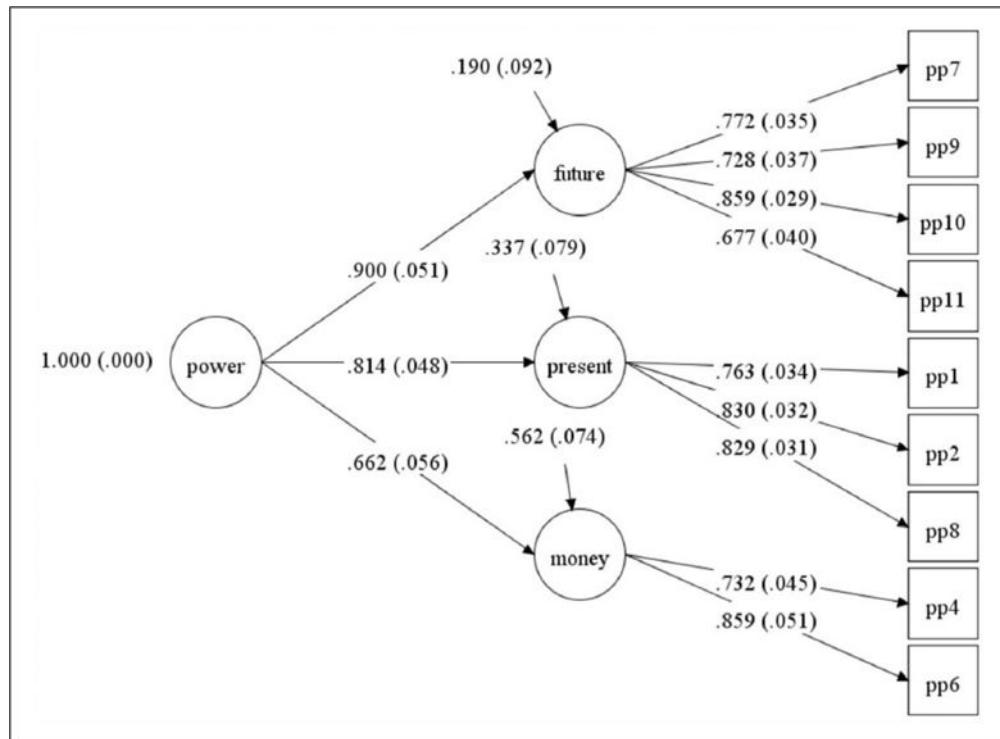 .190 (.092)
pp7
.772 (.035)
pp9
.728 (.037)
future
.859 (.029)
pp10
.677 (.040)
.337 (.079)
.900 (.051)
pp11
1.000 (.000)
power
.814 (.048)
present
.763 (.034)
pp1
.830 (.032)
.562 (.074)
.829 (.031)
pp2
.662 (.056)
pp8
money
.732 (.045)
pp4
.859 (.051)
pp6